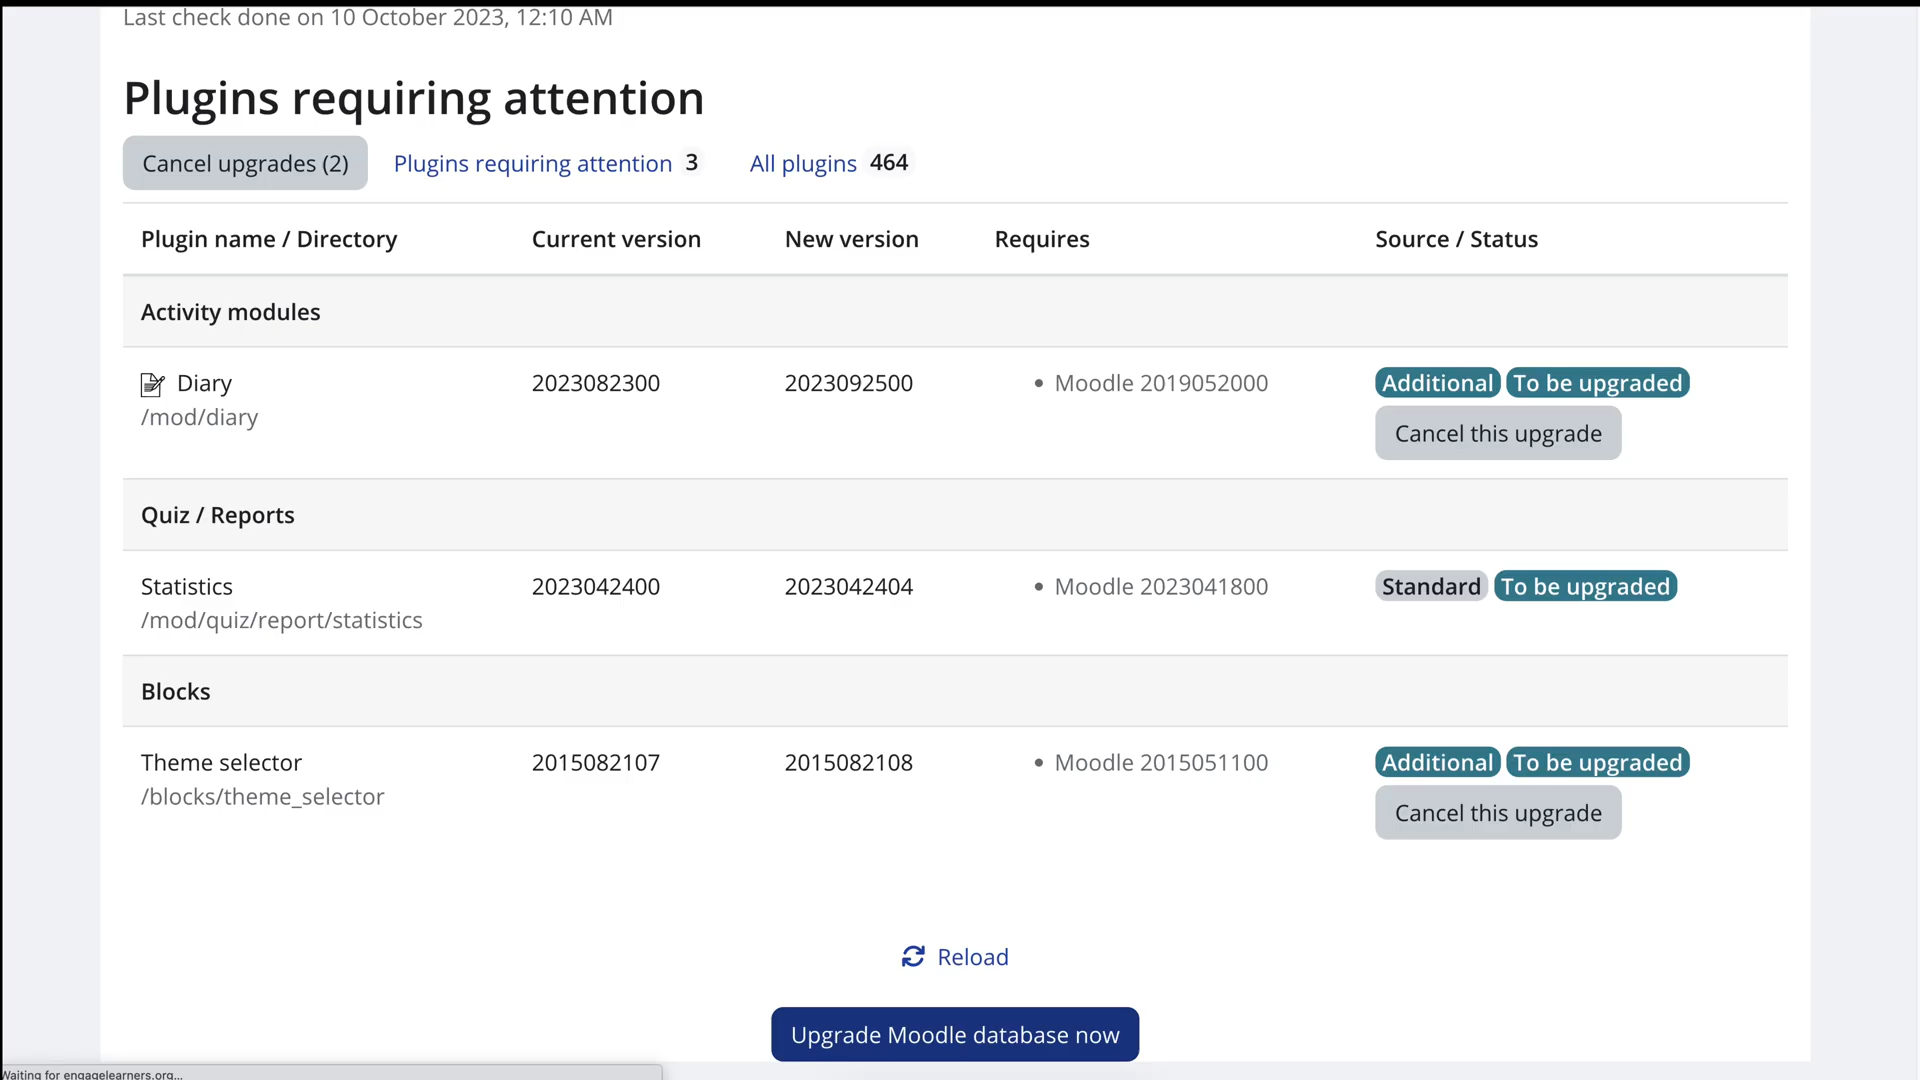 Last check done on 10 October 2023, 12:10 AM
Plugins requiring attention
Cancel upgrades (2) Plugins requiring attention 3 All plugins 464
Plugin name / Directory Current version New version Requires Source / Status
Activity modules
Diary 2023082300 2023092500 • Moodle 2019052000 Additional To be upgraded
/mod/diary
Cancel this upgrade
Quiz / Reports
Statistics 2023042400 2023042404 • Moodle 2023041800 Standard To be upgraded
/mod/quiz/report/statistics
Blocks
Theme selector 2015082107 2015082108 • Moodle 2015051100 Additional To be upgraded
/blocks/theme_selector
Cancel this upgrade
Reload
Upgrade Moodle database now
Waiting for engagelearners.org...